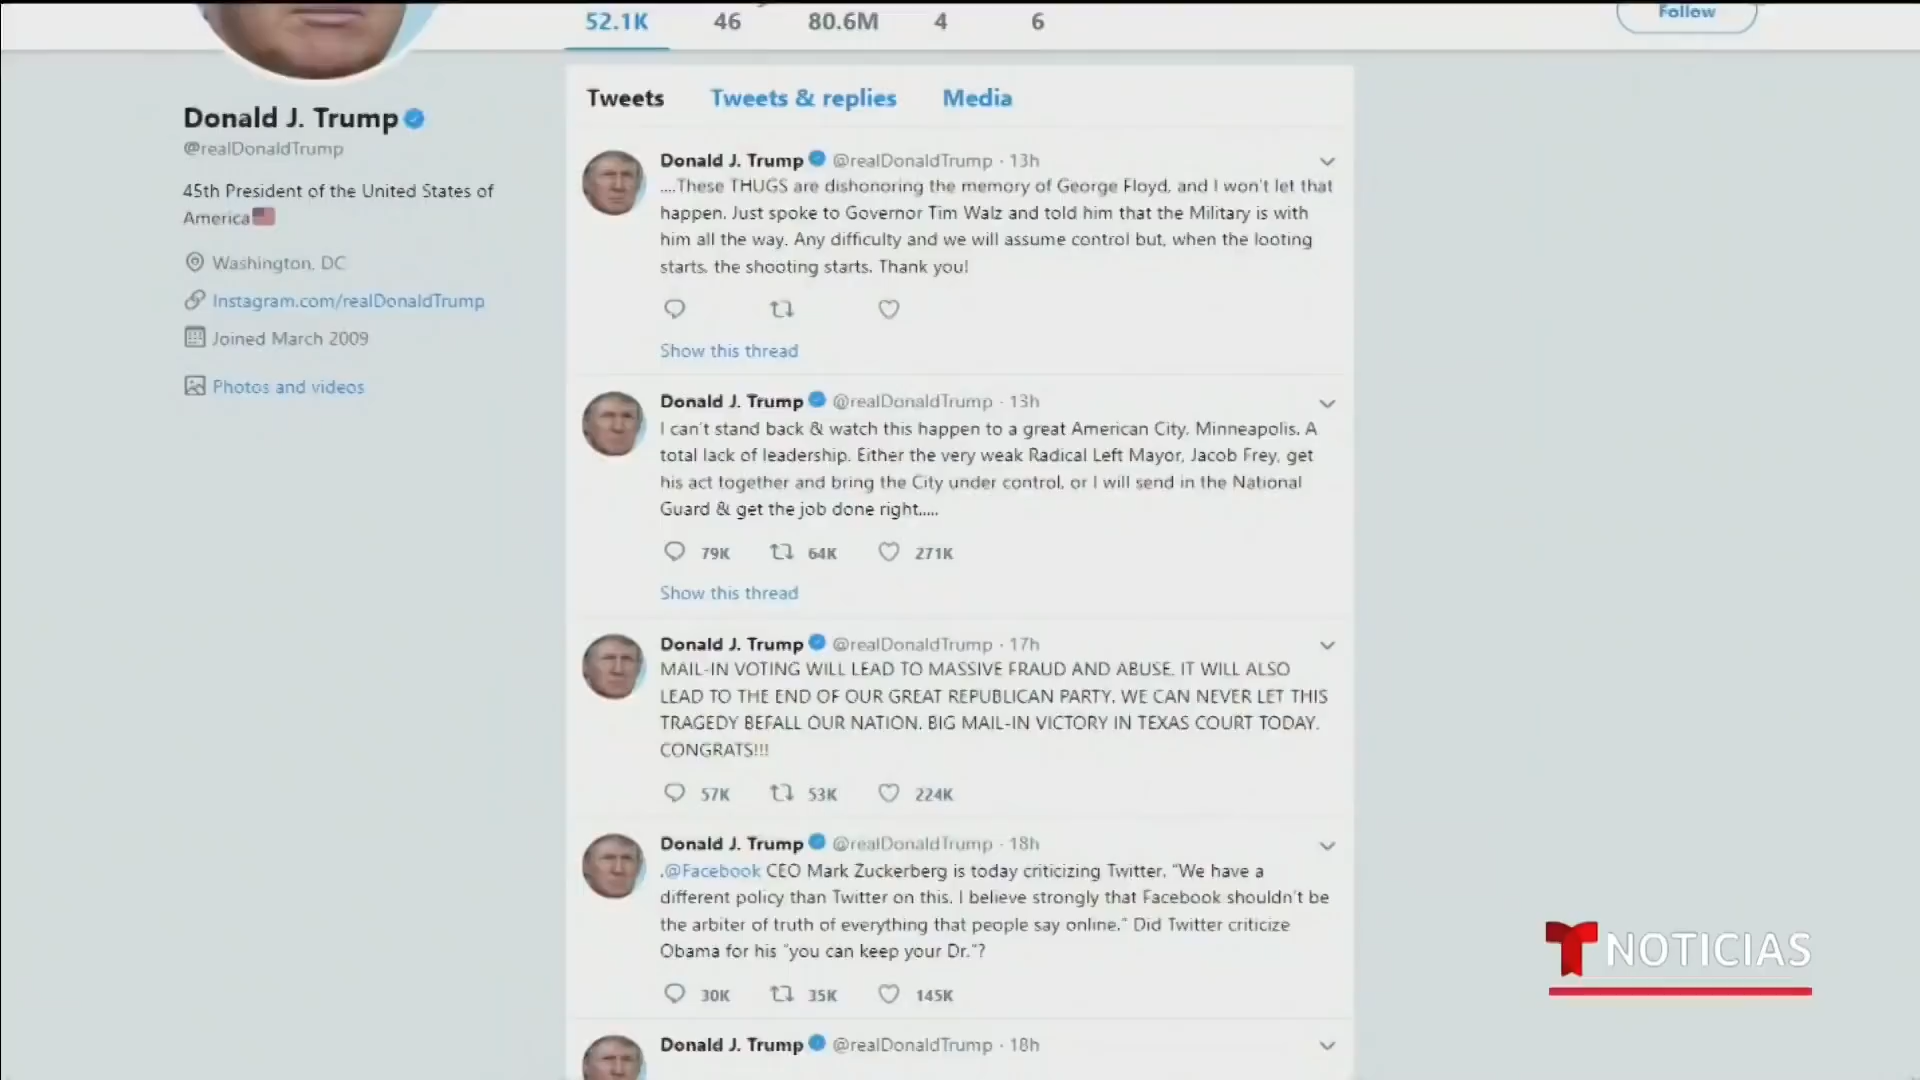 52.1K 46 80.6M 4 6
Follow
Donald J. Trump
@realDonaldTrump
45th President of the United States of
America
Washington, DC
Instagram.com/realDonaldTrump
Joined March 2009
Photos and videos
Tweets Tweets & replies Media
Donald J. Trump @realDonaldTrump · 13h
....These THUGS are dishonoring the memory of George Floyd, and I won't let that
happen. Just spoke to Governor Tim Walz and told him that the Military is with
him all the way. Any difficulty and we will assume control but, when the looting
starts, the shooting starts. Thank you!
Show this thread
Donald J. Trump @realDonaldTrump · 13h
I can't stand back & watch this happen to a great American City, Minneapolis. A
total lack of leadership. Either the very weak Radical Left Mayor, Jacob Frey, get
his act together and bring the City under control, or I will send in the National
Guard & get the job done right.....
79K 64K 271K
Show this thread
Donald J. Trump @realDonaldTrump · 17h
MAIL-IN VOTING WILL LEAD TO MASSIVE FRAUD AND ABUSE. IT WILL ALSO
LEAD TO THE END OF OUR GREAT REPUBLICAN PARTY. WE CAN NEVER LET THIS
TRAGEDY BEFALL OUR NATION. BIG MAIL-IN VICTORY IN TEXAS COURT TODAY.
CONGRATS!!!
57K 53K 224K
Donald J. Trump @realDonaldTrump · 18h
.@Facebook CEO Mark Zuckerberg is today criticizing Twitter. "We have a
different policy than Twitter on this. I believe strongly that Facebook shouldn't be
the arbiter of truth of everything that people say online." Did Twitter criticize
Obama for his "you can keep your Dr."?
30K 35K 145K
Donald J. Trump @realDonaldTrump · 18h
NOTICIAS